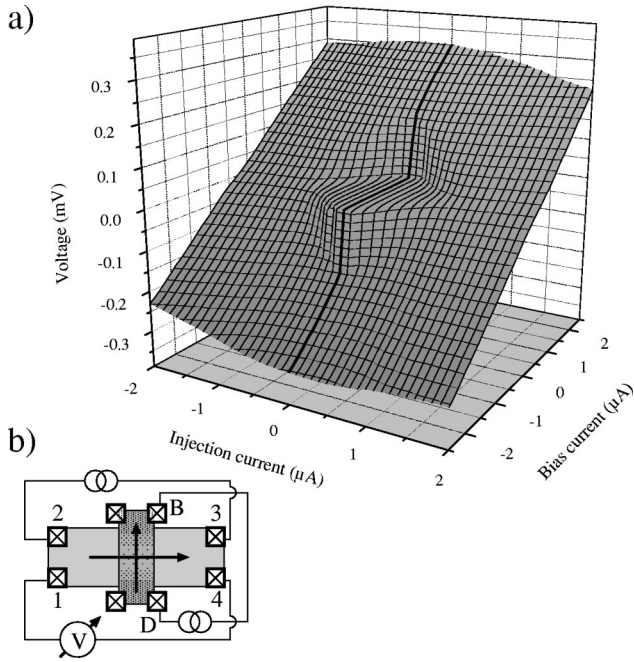 a)
Voltage (mV)
0.3
0.2
0.1
0.0
-0.1
-0.2
-0.3
-2
-1
0
1
2
Injection current (µA)
-2
-1
0
1
2
Bias current (µA)
b)
2
B
3
1
D
4
V